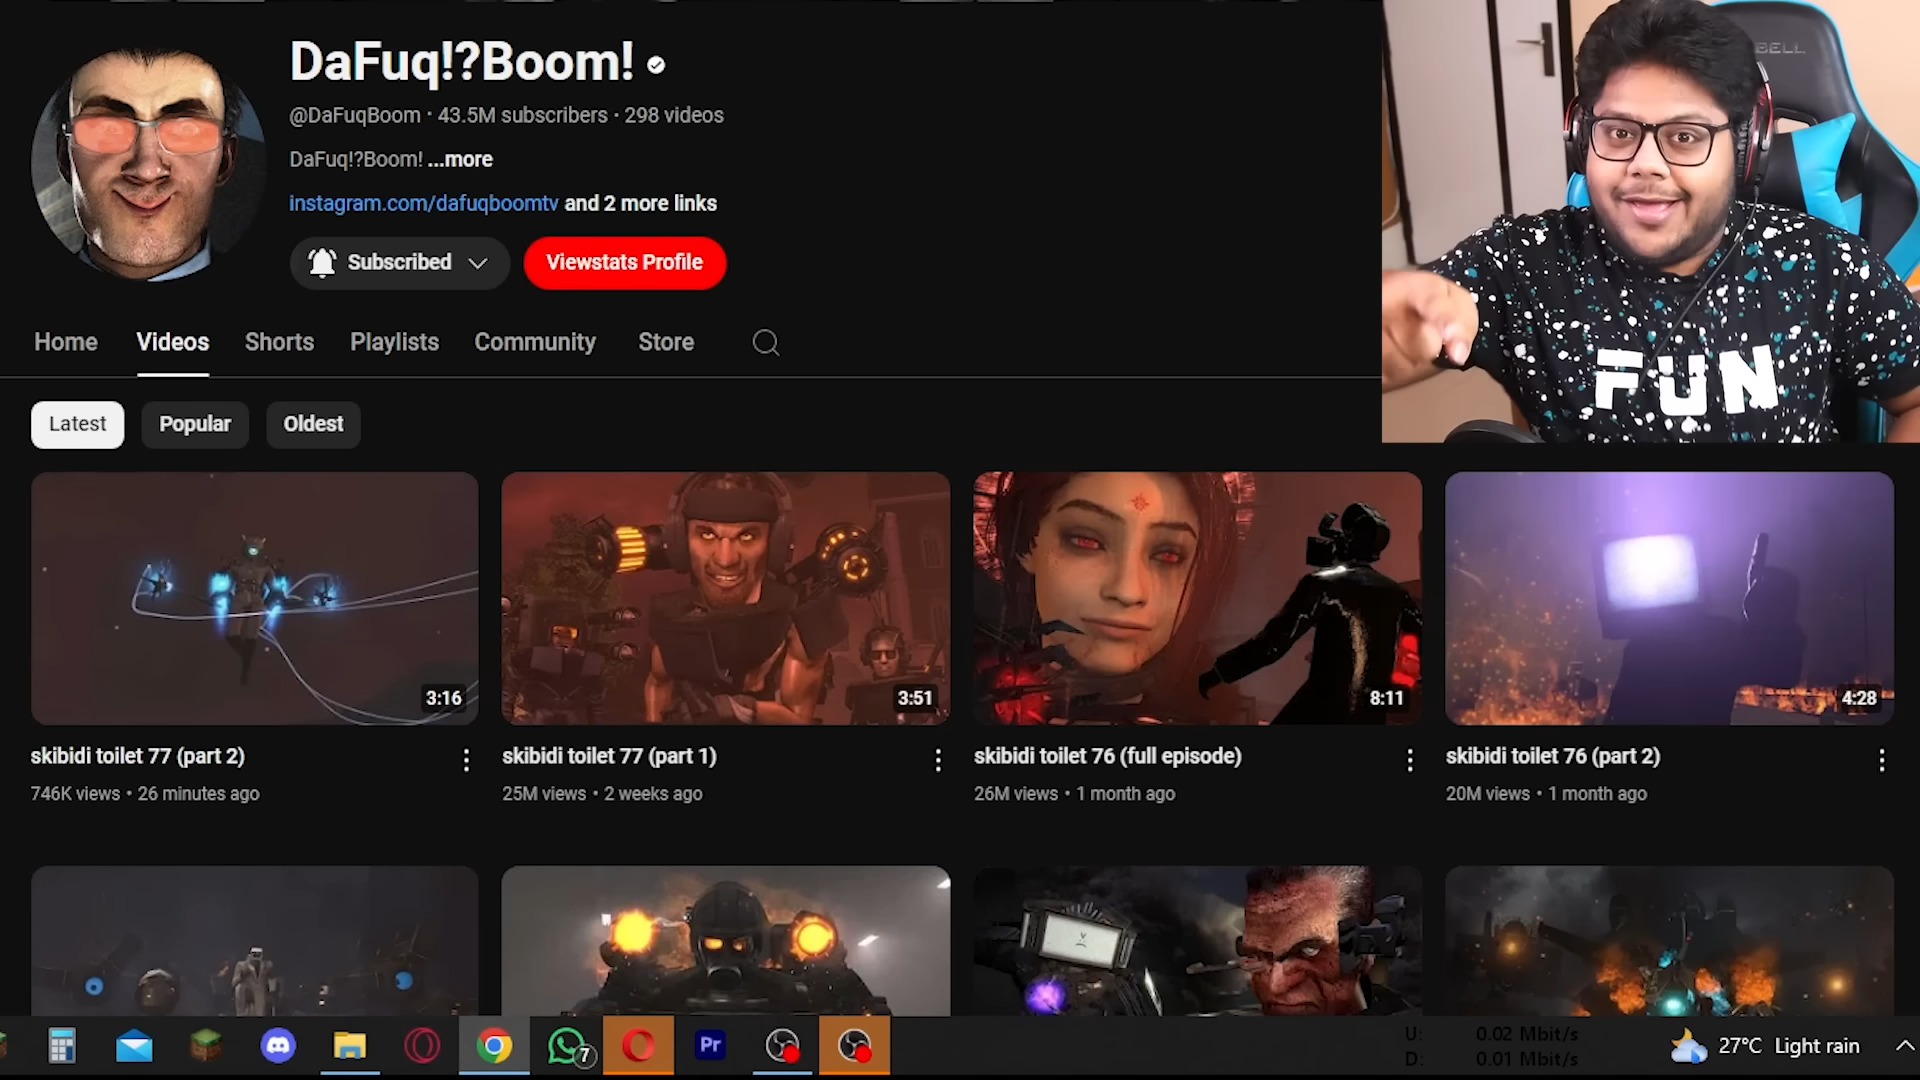 DaFuq!?Boom!
@DaFuqBoom · 43.5M subscribers · 298 videos
DaFuq!?Boom! ...more
instagram.com/dafuqboomtv and 2 more links
Subscribed
Viewstats Profile
Home
Videos
Shorts
Playlists
Community
Store
Latest
Popular
Oldest
3:16
3:51
8:11
4:28
skibidi toilet 77 (part 2)
746K views • 26 minutes ago
skibidi toilet 77 (part 1)
25M views • 2 weeks ago
skibidi toilet 76 (full episode)
26M views • 1 month ago
skibidi toilet 76 (part 2)
20M views • 1 month ago
BELL
FUN
7
Pr
U: 0.02 Mbit/s
D: 0.01 Mbit/s
27°C Light rain